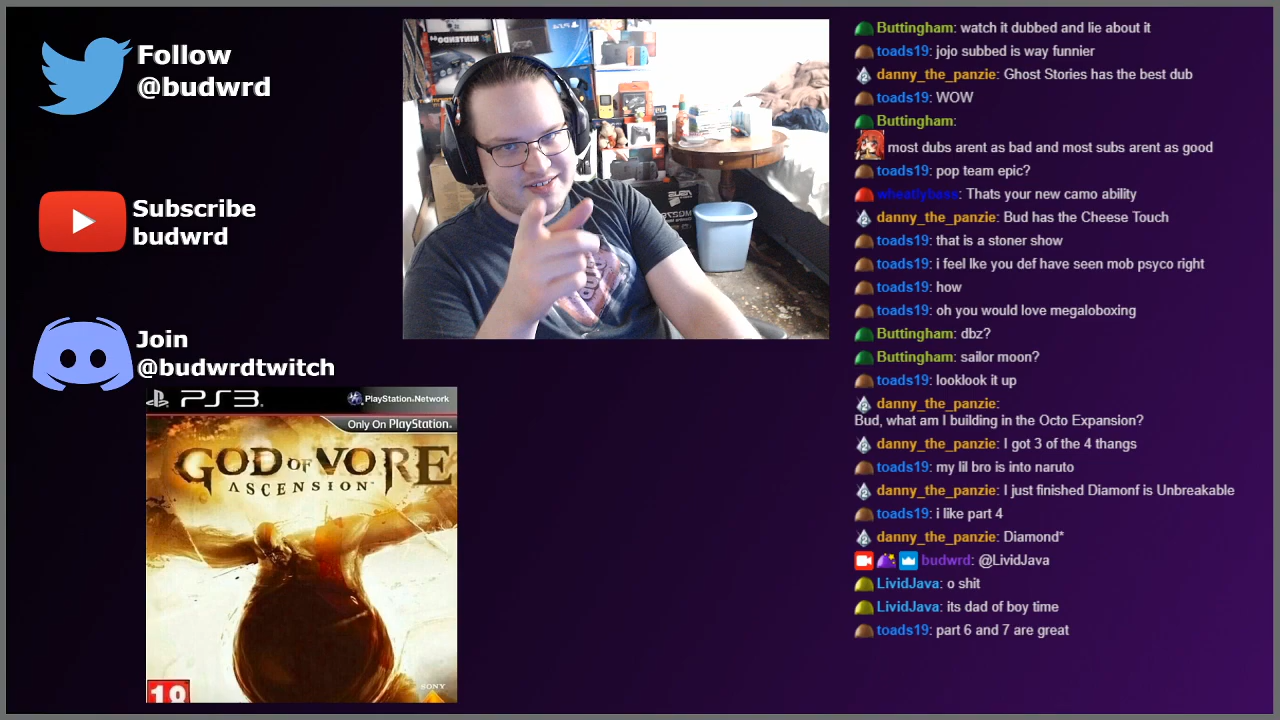 Follow
@budwrd
Subscribe
budwrd
Join
@budwrdtwitch
PS3
PlayStation Network
Only On PlayStation.
GOD OF VORE
ASCENSION
18
SONY
Buttingham: watch it dubbed and lie about it
toads19: jojo subbed is way funnier
danny_the_panzie: Ghost Stories has the best dub
toads19: WOW
Buttingham:
most dubs arent as bad and most subs arent as good
toads19: pop team epic?
wheatlybass: Thats your new camo ability
danny_the_panzie: Bud has the Cheese Touch
toads19: that is a stoner show
toads19: i feel lke you def have seen mob psyco right
toads19: how
toads19: oh you would love megaloboxing
Buttingham: dbz?
Buttingham: sailor moon?
toads19: looklook it up
danny_the_panzie:
Bud, what am I building in the Octo Expansion?
danny_the_panzie: I got 3 of the 4 thangs
toads19: my lil bro is into naruto
danny_the_panzie: I just finished Diamonf is Unbreakable
toads19: i like part 4
danny_the_panzie: Diamond*
budwrd: @LividJava
LividJava: o shit
LividJava: its dad of boy time
toads19: part 6 and 7 are great